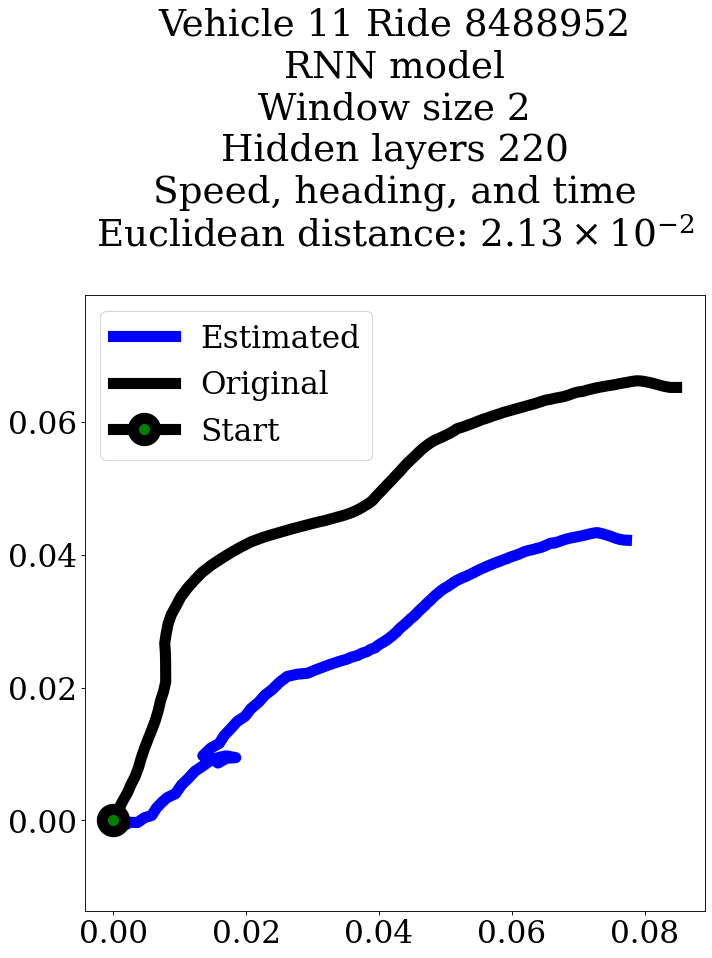 Vehicle 11 Ride 8488952
RNN model
Window size 2
Hidden layers 220
Speed, heading, and time
Euclidean distance: 2.13 × 10⁻²
Estimated
Original
Start
0.06
0.04
0.02
0.00
0.00 0.02 0.04 0.06 0.08